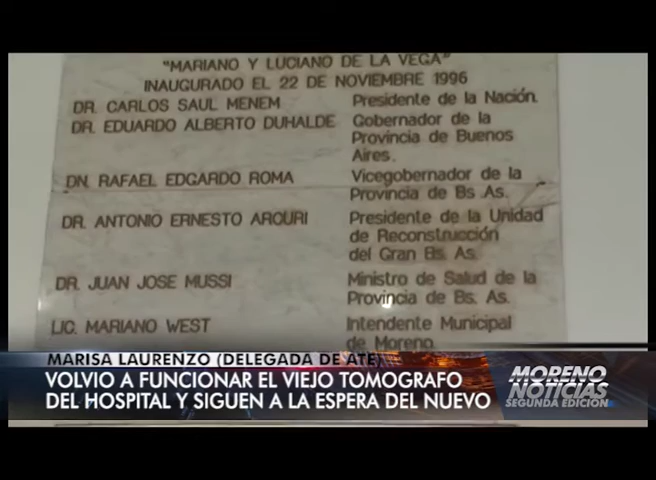 "MARIANO Y LUCIANO DE LA VEGA"
INAUGURADO EL 22 DE NOVIEMBRE 1996
DR. CARLOS SAUL MENEM Presidente de la Nación.
DR. EDUARDO ALBERTO DUHALDE Gobernador de la
Provincia de Buenos
Aires.
DN. RAFAEL EDGARDO ROMA Vicegobernador de la
Provincia de Bs. As.
DR. ANTONIO ERNESTO ARCURI Presidente de la Unidad
de Reconstrucción
del Gran Bs. As.
DR. JUAN JOSE MUSSI Ministro de Salud de la
Provincia de Bs. As.
LIC. MARIANO WEST Intendente Municipal
de Moreno.
MARISA LAURENZO (DELEGADA DE ATE)
VOLVIO A FUNCIONAR EL VIEJO TOMOGRAFO
DEL HOSPITAL Y SIGUEN A LA ESPERA DEL NUEVO
MORENO
NOTICIAS
SEGUNDA EDICION